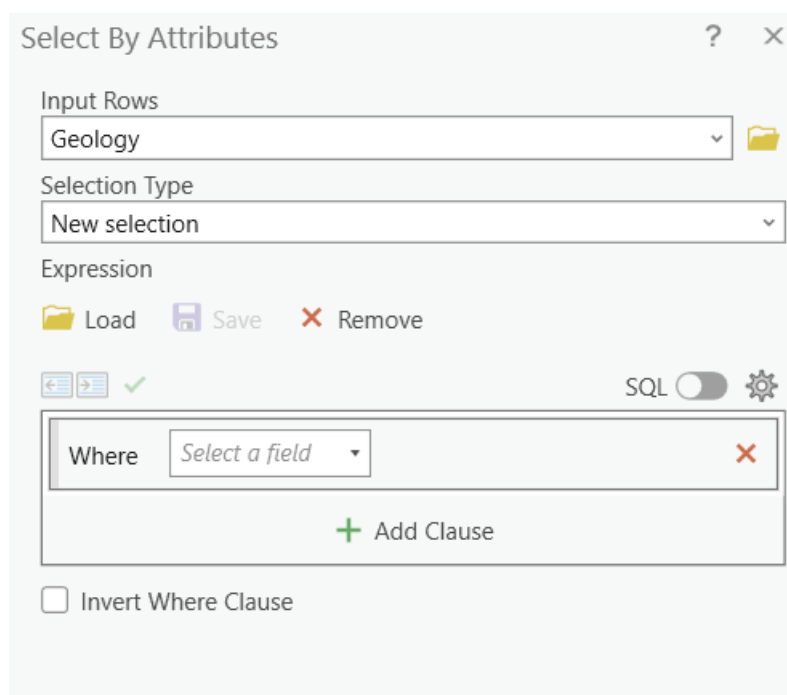 Select By Attributes ?
Input Rows
Geology
Selection Type
New selection
Expression
Load Save Remove
SQL
Where Select a field
Add Clause
Invert Where Clause